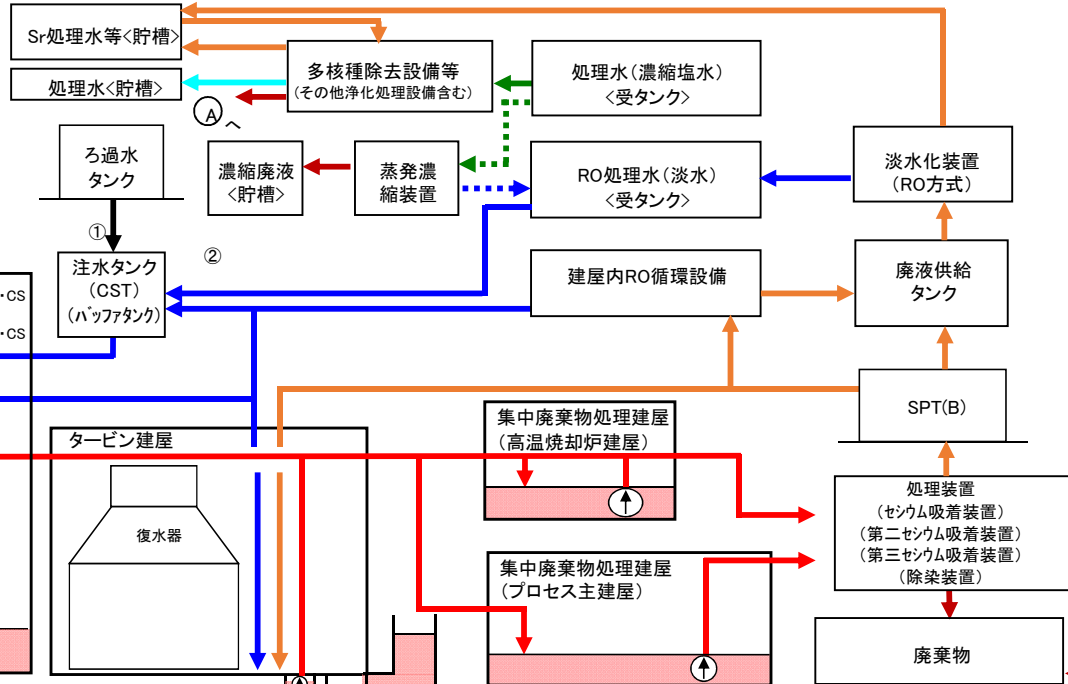 Sr処理水等<貯槽>
処理水<貯槽>
多核種除去設備等
(その他浄化処理設備含む)
処理水(濃縮塩水)
<受タンク>
A へ
ろ過水
タンク
濃縮廃液
<貯槽>
蒸発濃
縮装置
RO処理水(淡水)
<受タンク>
淡水化装置
(RO方式)
①
②
注水タンク
(CST)
(バッファタンク)
建屋内RO循環設備
廃液供給
タンク
・CS
・CS
SPT(B)
タービン建屋
復水器
集中廃棄物処理建屋
(高温焼却炉建屋)
集中廃棄物処理建屋
(プロセス主建屋)
処理装置
(セシウム吸着装置)
(第二セシウム吸着装置)
(第三セシウム吸着装置)
(除染装置)
廃棄物